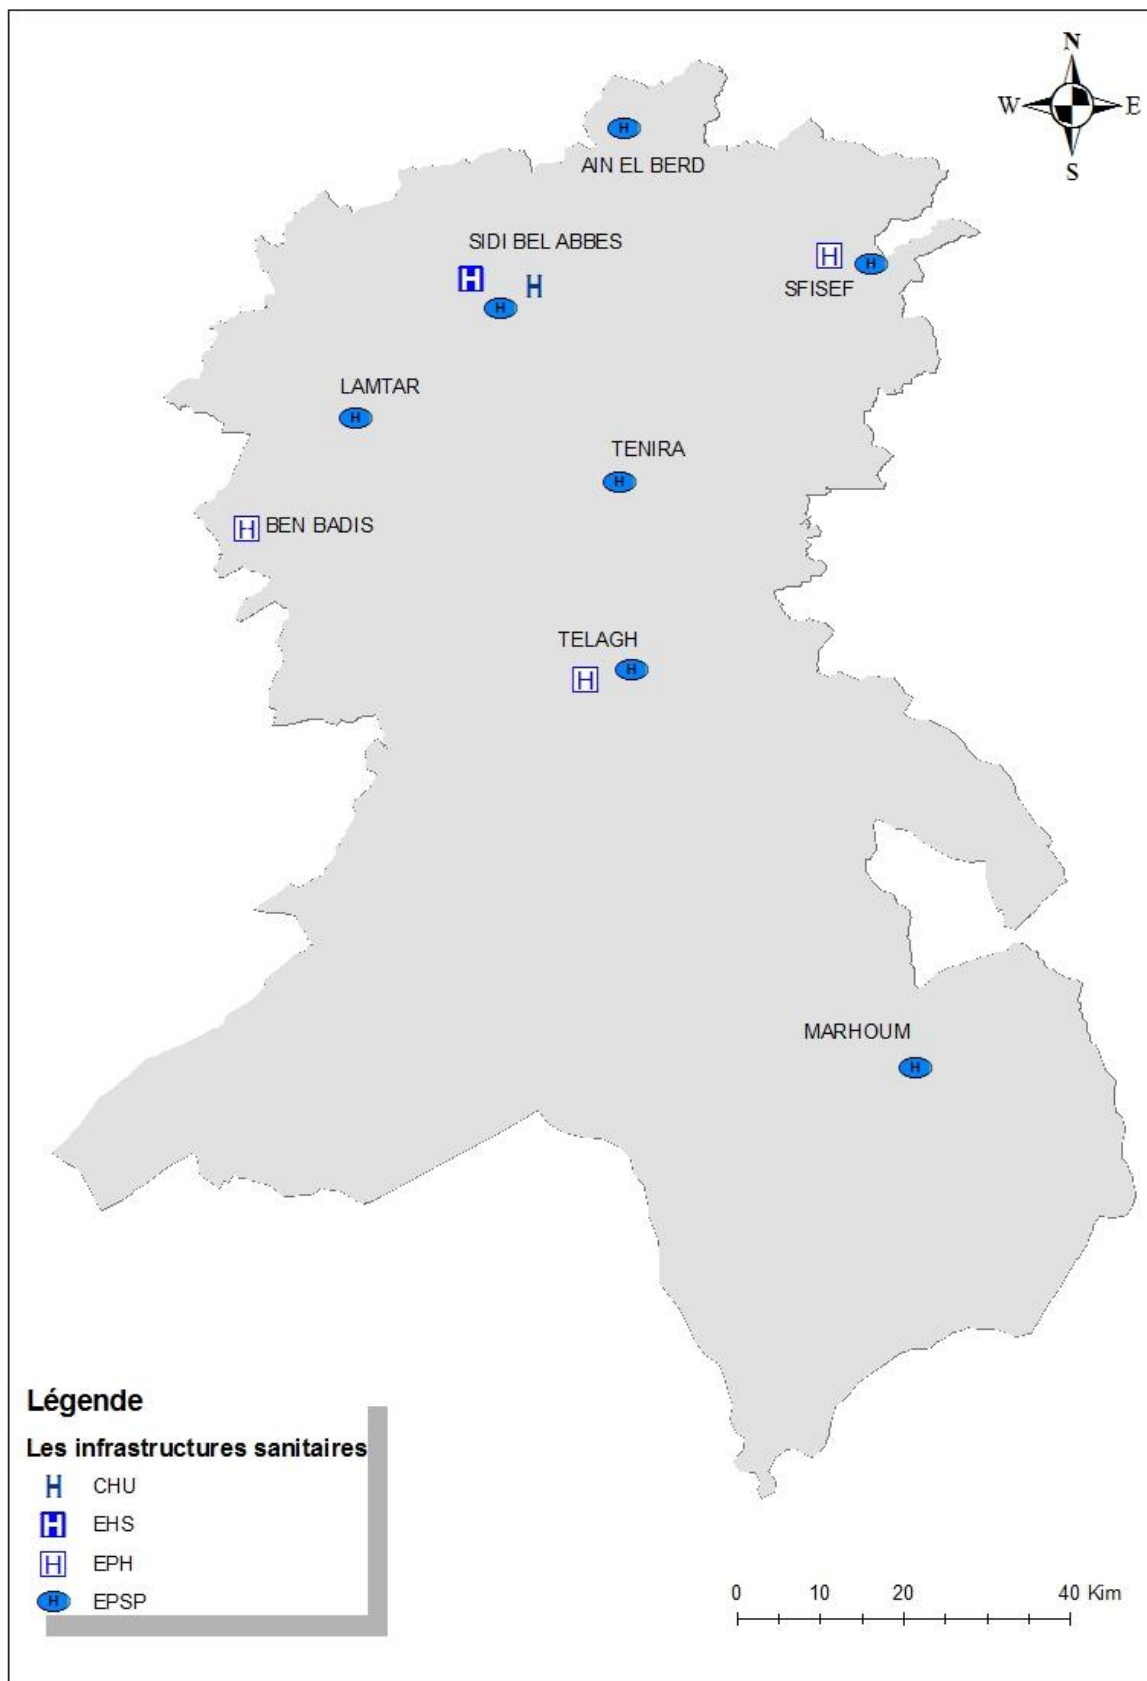 N
W E
S
H
AIN EL BERD
SIDI BEL ABBES
H H
H
H H
SFISEF
LAMTAR
H
TENIRA
H
H BEN BADIS
TELAGH
H H
MARHOUM
H
Légende
Les infrastructures sanitaires
H CHU
H EHS
H EPH
H EPSP
0 10 20 40 Kim